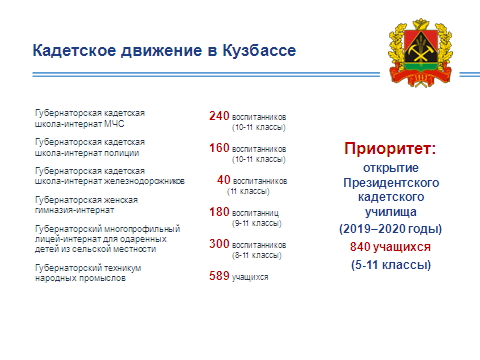 Кадетское движение в Кузбассе
Губернаторская кадетская
школа-интернат МЧС
240 воспитанников
(10-11 классы)
Губернаторская кадетская
школа-интернат полиции
160 воспитанников
(10-11 классы)
Губернаторская кадетская
школа-интернат железнодорожников
40 воспитанников
(11 классы)
Губернаторская женская
гимназия-интернат
180 воспитанниц
(9-11 классы)
Губернаторский многопрофильный
лицей-интернат для одаренных
детей из сельской местности
300 воспитанников
(8-11 классы)
Губернаторский техникум
народных промыслов
589 учащихся
Приоритет:
открытие
Президентского
кадетского
училища
(2019–2020 годы)
840 учащихся
(5-11 классы)